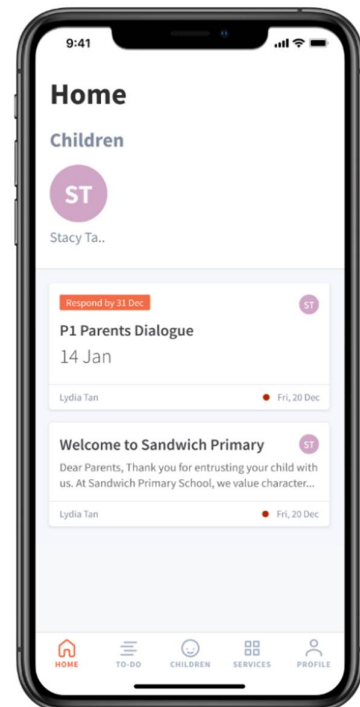 9:41
Home
Children
ST
Stacy Ta..
Respond by 31 Dec
ST
P1 Parents Dialogue
14 Jan
Lydia Tan
Fri, 20 Dec
Welcome to Sandwich Primary
ST
Dear Parents, Thank you for entrusting your child with
us. At Sandwich Primary School, we value character...
Lydia Tan
Fri, 20 Dec
HOME
TO-DO
CHILDREN
SERVICES
PROFILE